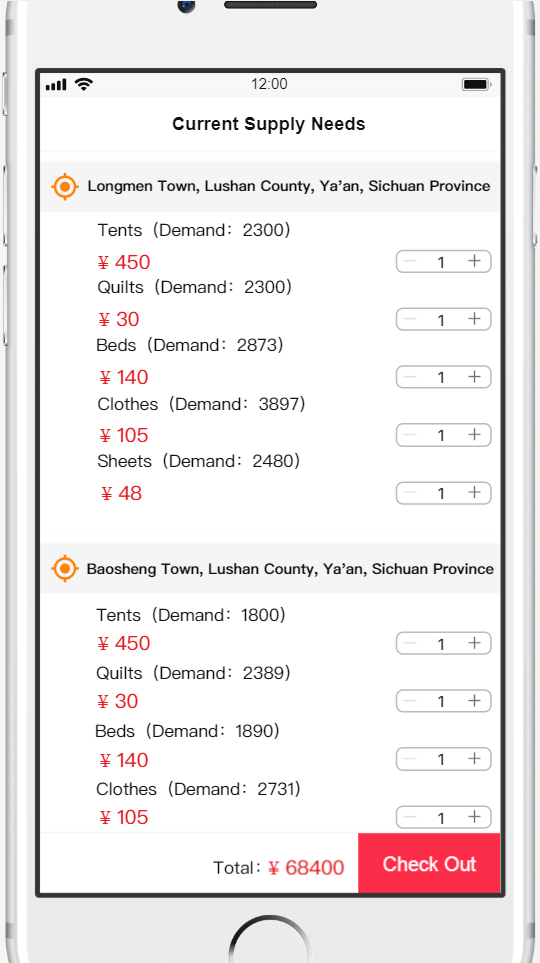 12:00
Current Supply Needs
Longmen Town, Lushan County, Ya’an, Sichuan Province
Tents（Demand：2300）
¥ 450 1
Quilts（Demand：2300）
¥ 30 1
Beds（Demand：2873）
¥ 140 1
Clothes（Demand：3897）
¥ 105 1
Sheets（Demand：2480）
¥ 48 1
Baosheng Town, Lushan County, Ya’an, Sichuan Province
Tents（Demand：1800）
¥ 450 1
Quilts（Demand：2389）
¥ 30 1
Beds（Demand：1890）
¥ 140 1
Clothes（Demand：2731）
¥ 105 1
Total：¥ 68400 Check Out